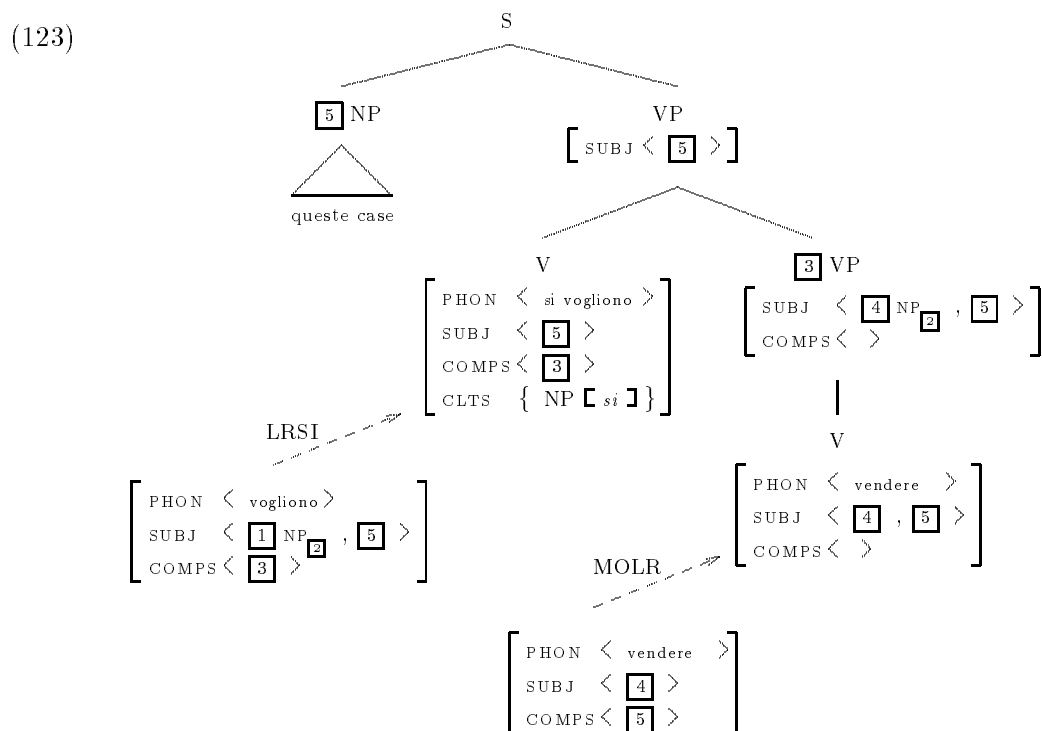 (123)
S
5 NP
VP
[ SUBJ < 5 > ]
queste case
V
PHON < si vogliono >
SUBJ < 5 >
COMPS < 3 >
CLTS { NP [ si ] }
3 VP
SUBJ < 4 NP 2 , 5 >
COMPS < >
LRSI
V
PHON < vogliono >
SUBJ < 1 NP 2 , 5 >
COMPS < 3 >
PHON < vendere >
SUBJ < 4 , 5 >
COMPS < >
MOLR
PHON < vendere >
SUBJ < 4 >
COMPS < 5 >